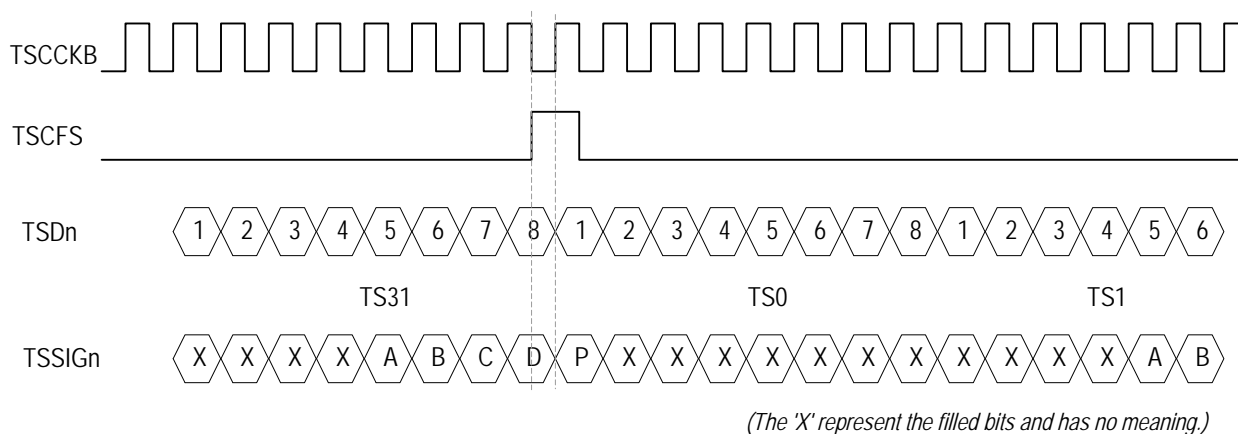 TSCCKB
TSCFS
TSDn 1 2 3 4 5 6 7 8 1 2 3 4 5 6 7 8 1 2 3 4 5 6
TS31 TS0 TS1
TSSIGn X X X X A B C D P X X X X X X X X X X X A B
(The 'X' represent the filled bits and has no meaning.)